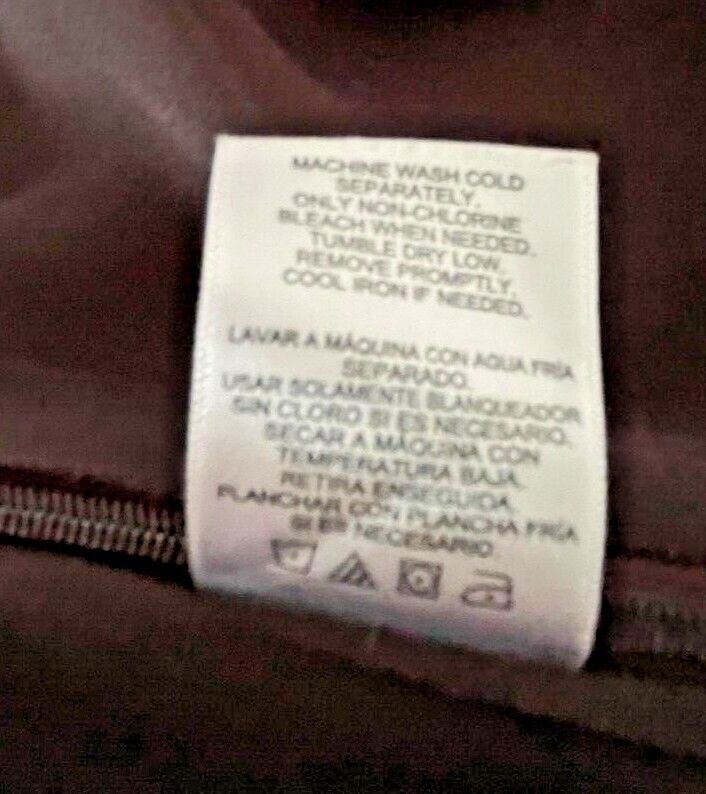 MACHINE WASH COLD
SEPARATELY.
ONLY NON-CHLORINE
BLEACH WHEN NEEDED.
TUMBLE DRY LOW.
REMOVE PROMPTLY.
COOL IRON IF NEEDED.
LAVAR A MÁQUINA CON AGUA FRÍA
SEPARADO.
USAR SOLAMENTE BLANQUEADOR
SIN CLORO SI ES NECESARIO.
SECAR A MÁQUINA CON
TEMPERATURA BAJA.
RETIRA ENSEGUIDA.
PLANCHAR CON PLANCHA FRÍA
SI ES NECESARIO.